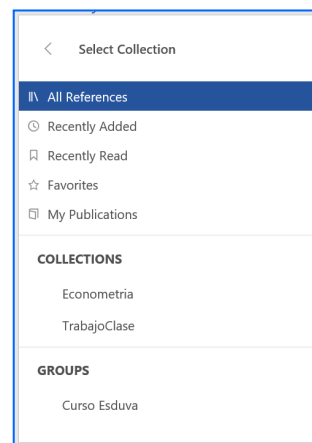 Select Collection
All References
Recently Added
Recently Read
Favorites
My Publications
COLLECTIONS
Econometria
TrabajoClase
GROUPS
Curso Esduva